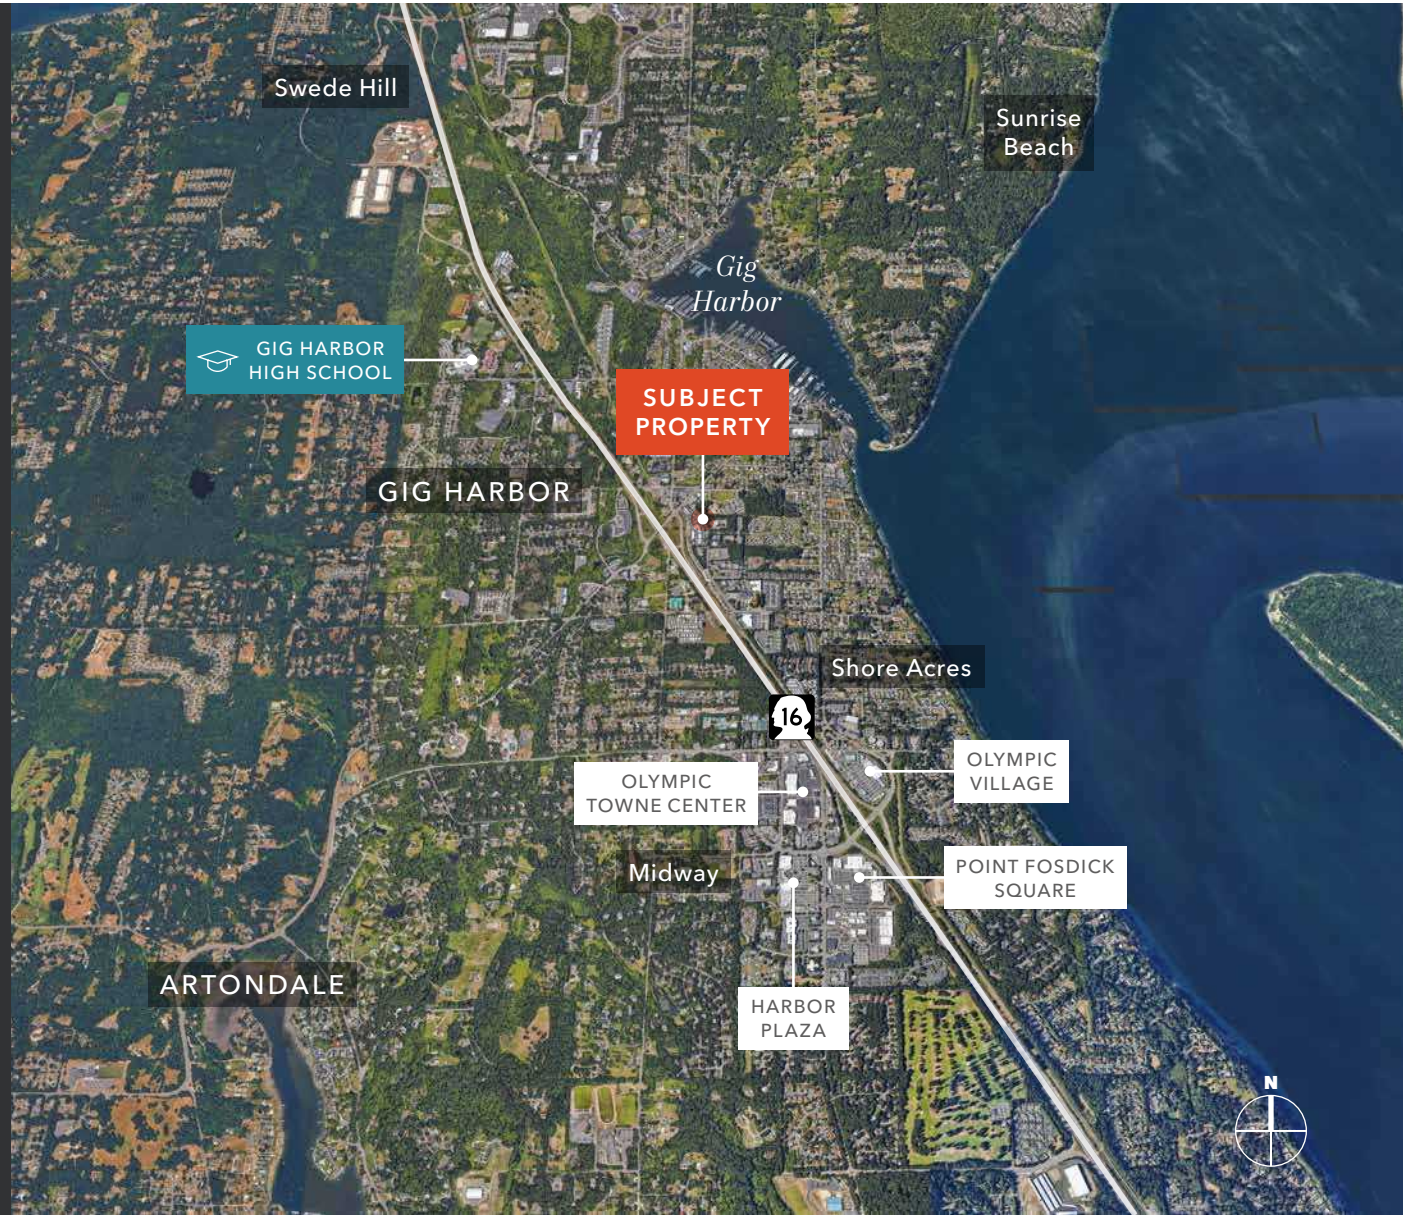 Swede Hill
Sunrise
Beach
Gig
Harbor
GIG HARBOR
HIGH SCHOOL
SUBJECT
PROPERTY
GIG HARBOR
Shore Acres
16
OLYMPIC
VILLAGE
OLYMPIC
TOWNE CENTER
Midway
POINT FOSDICK
SQUARE
ARTONDALE
HARBOR
PLAZA
N